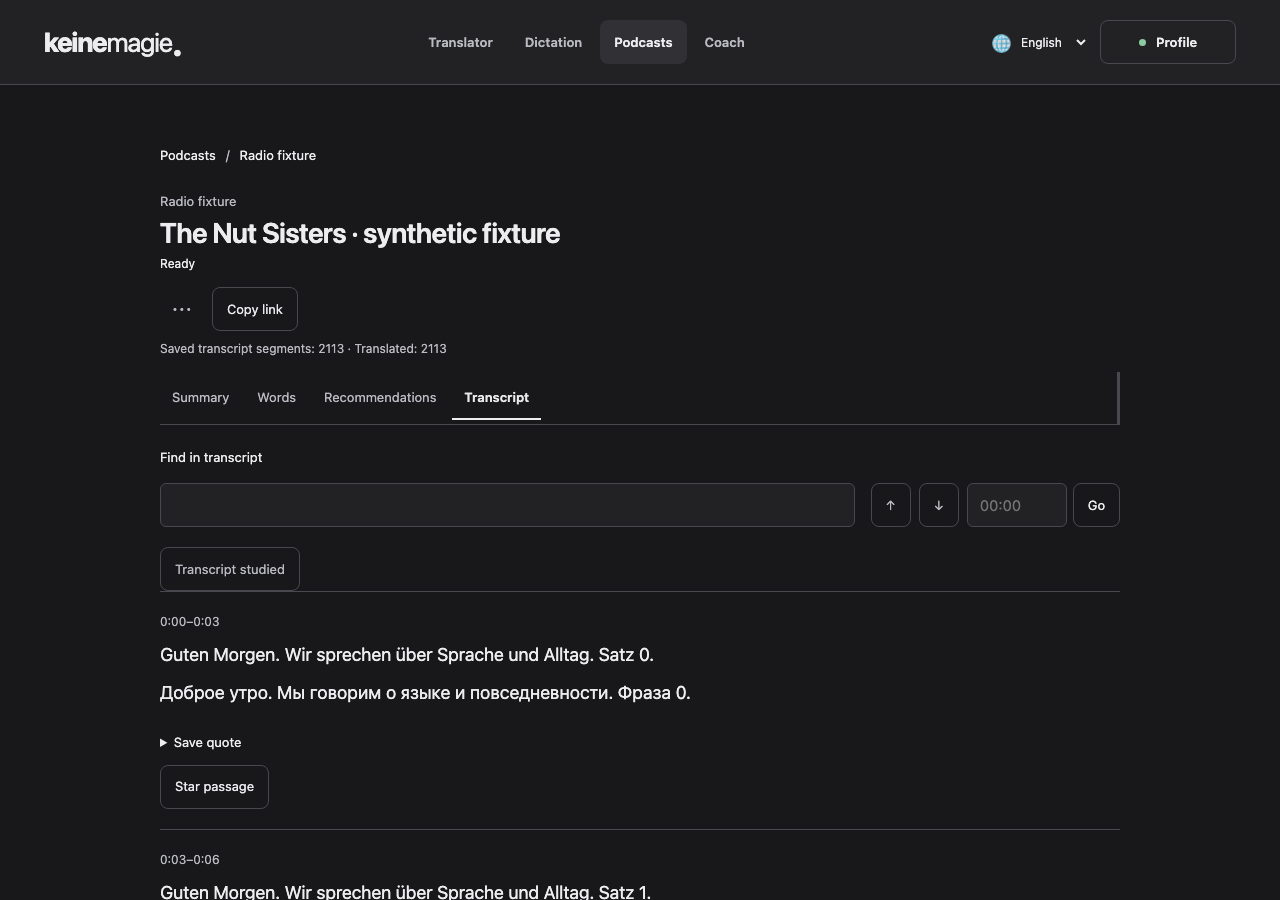 keinemagie.
Translator
Dictation
Podcasts
Coach
English
Profile
Podcasts / Radio fixture
Radio fixture
The Nut Sisters · synthetic fixture
Ready
···
Copy link
Saved transcript segments: 2113 · Translated: 2113
Summary
Words
Recommendations
Transcript
Find in transcript
↑
↓
00:00
Go
Transcript studied
0:00–0:03
Guten Morgen. Wir sprechen über Sprache und Alltag. Satz 0.
Доброе утро. Мы говорим о языке и повседневности. Фраза 0.
Save quote
Star passage
0:03–0:06
Guten Morgen. Wir sprechen über Sprache und Alltag. Satz 1.